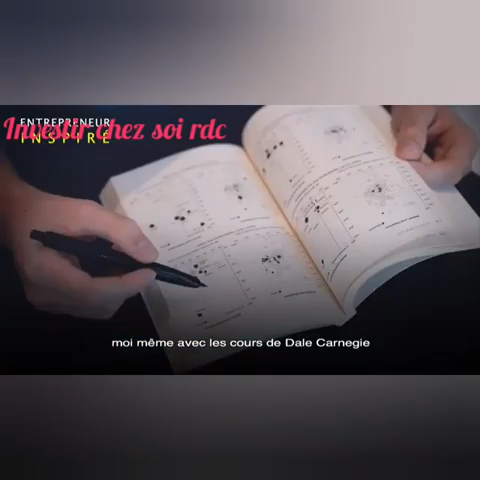 ENTREPRENEUR
INSPIRÉ
Investir chez soi rdc
moi même avec les cours de Dale Carnegie